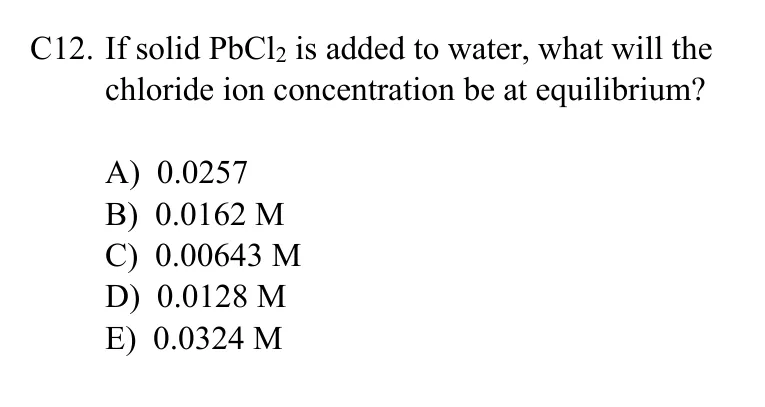 C12. If solid PbCl₂ is added to water, what will the
chloride ion concentration be at equilibrium?
A) 0.0257
B) 0.0162 M
C) 0.00643 M
D) 0.0128 M
E) 0.0324 M